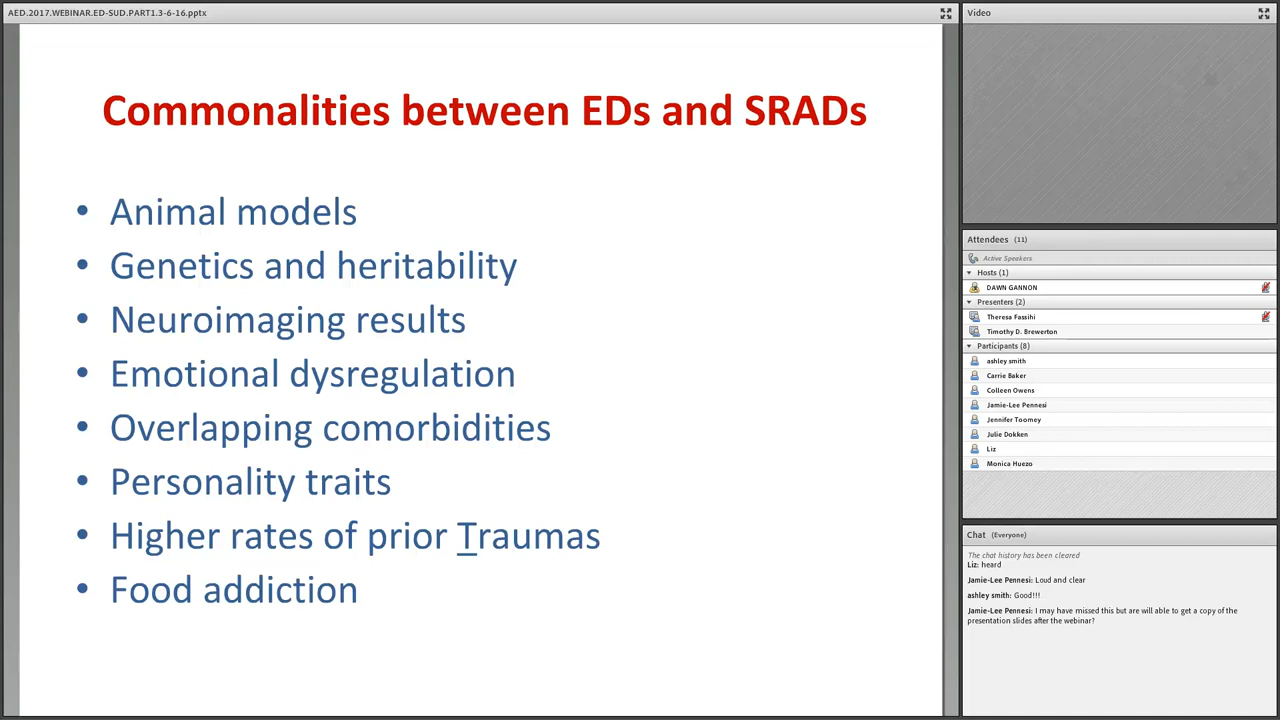 AED.2017.WEBINAR.ED-SUD.PART1.3-6-16.pptx
Commonalities between EDs and SRADs
• Animal models
• Genetics and heritability
• Neuroimaging results
• Emotional dysregulation
• Overlapping comorbidities
• Personality traits
• Higher rates of prior Traumas
• Food addiction
Video
Attendees (11)
Active Speakers
Hosts (1)
DAWN GANNON
Presenters (2)
Theresa Fassihi
Timothy D. Brewerton
Participants (8)
ashley smith
Carrie Baker
Colleen Owens
Jamie-Lee Pennesi
Jennifer Toomey
Julie Dokken
Liz
Monica Huezo
Chat (Everyone)
The chat history has been cleared
Liz: heard
Jamie-Lee Pennesi: Loud and clear
ashley smith: Good!!!
Jamie-Lee Pennesi: I may have missed this but are will able to get a copy of the
presentation slides after the webinar?